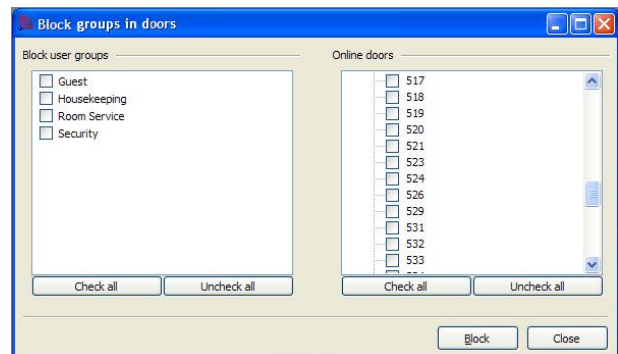 Block groups in doors
Block user groups
Guest
Housekeeping
Room Service
Security
Check all
Uncheck all
Online doors
517
518
519
520
521
523
524
526
529
531
532
533
Check all
Uncheck all
Block
Close